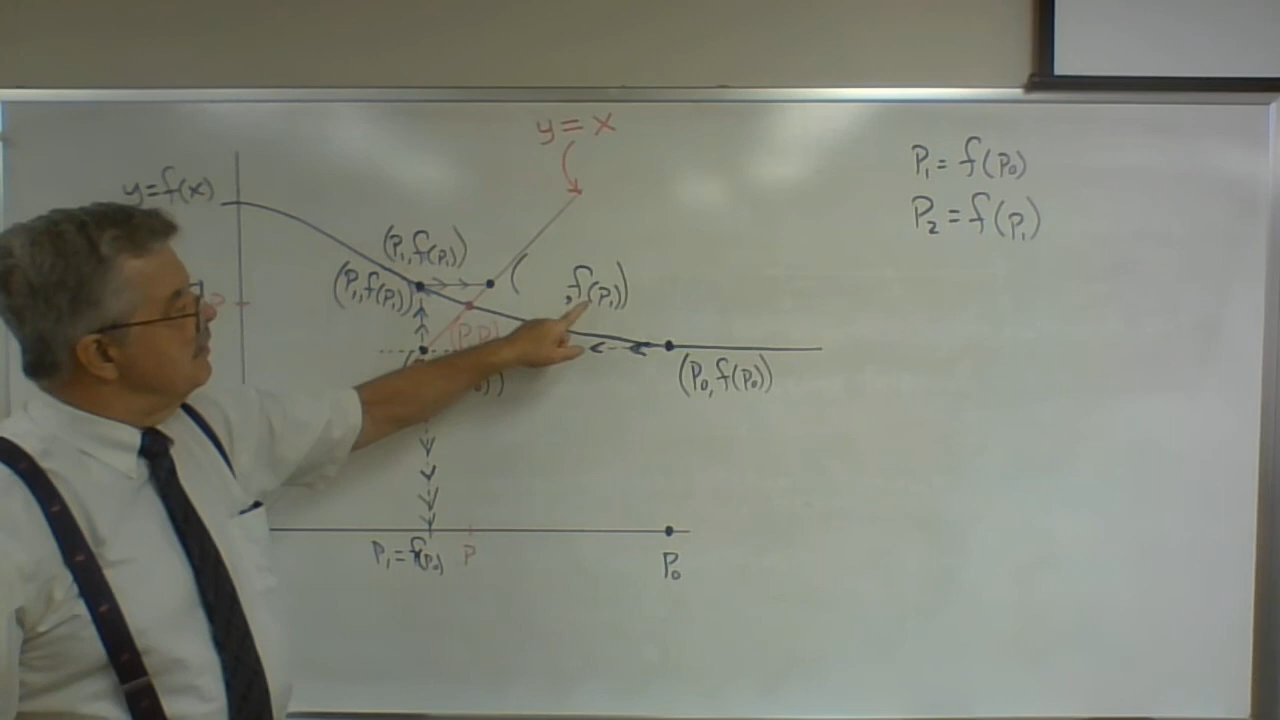 y = x
P₁ = f(P₀)
y=f(x)
P₂ = f(P₁)
(P₁, f(P₁))
(P₁, f(P₁))
( , f(P₁))
(P,P)
(P₀, f(P₀))
P₁ = f(P₀)
P
P₀